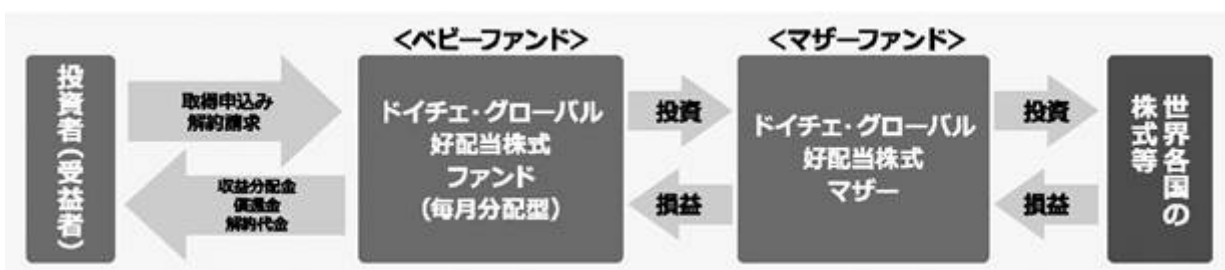 <ベビーファンド>
<マザーファンド>
投資者(受益者)
取得申込み
解約請求
収益分配金
償還金
解約代金
ドイチェ・グローバル
好配当株式
ファンド
(毎月分配型)
投資
損益
ドイチェ・グローバル
好配当株式
マザー
投資
損益
世界各国の
株式等